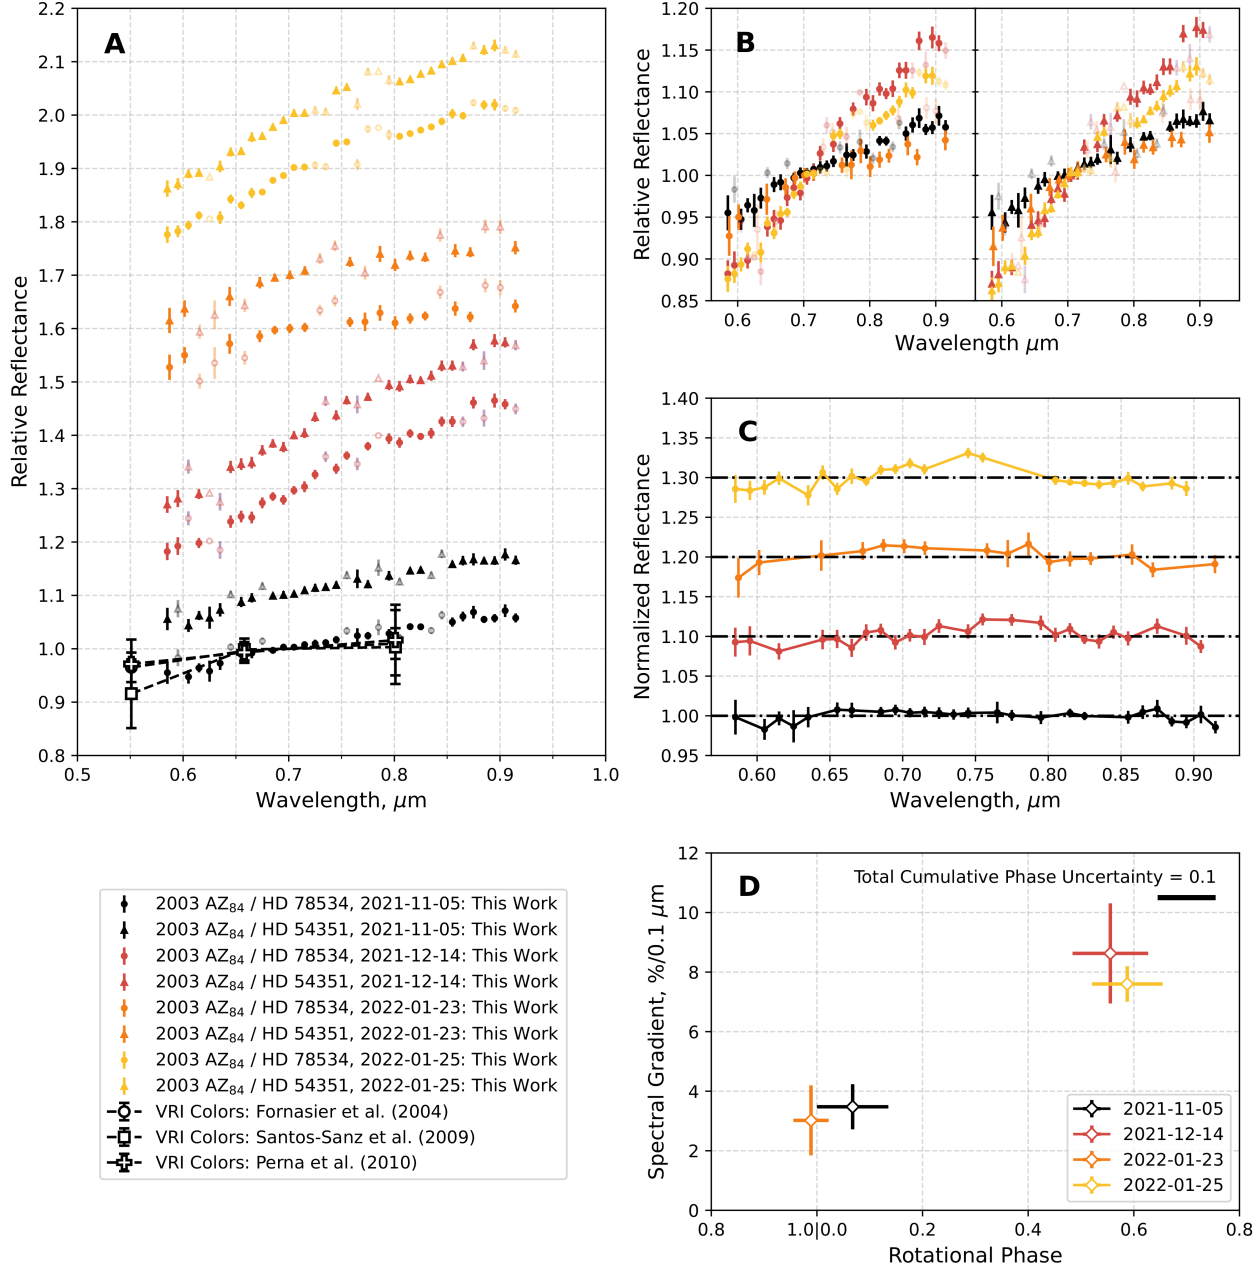 A
2.2
2.1
2.0
1.9
1.8
1.7
1.6
1.5
1.4
1.3
1.2
1.1
1.0
0.9
0.8
Relative Reflectance
0.5 0.6 0.7 0.8 0.9 1.0
Wavelength, μm
B
1.20
1.15
1.10
1.05
1.00
0.95
0.90
0.85
Relative Reflectance
0.6 0.7 0.8 0.9 0.6 0.7 0.8 0.9
Wavelength μm
C
1.40
1.35
1.30
1.25
1.20
1.15
1.10
1.05
1.00
0.95
Normalized Reflectance
0.60 0.65 0.70 0.75 0.80 0.85 0.90
Wavelength, μm
2003 AZ₈₄ / HD 78534, 2021-11-05: This Work
2003 AZ₈₄ / HD 54351, 2021-11-05: This Work
2003 AZ₈₄ / HD 78534, 2021-12-14: This Work
2003 AZ₈₄ / HD 54351, 2021-12-14: This Work
2003 AZ₈₄ / HD 78534, 2022-01-23: This Work
2003 AZ₈₄ / HD 54351, 2022-01-23: This Work
2003 AZ₈₄ / HD 78534, 2022-01-25: This Work
2003 AZ₈₄ / HD 54351, 2022-01-25: This Work
VRI Colors: Fornasier et al. (2004)
VRI Colors: Santos-Sanz et al. (2009)
VRI Colors: Perna et al. (2010)
D
Total Cumulative Phase Uncertainty = 0.1
12
10
8
6
4
2
0
Spectral Gradient, %/0.1 μm
2021-11-05
2021-12-14
2022-01-23
2022-01-25
0.8 1.0|0.0 0.2 0.4 0.6 0.8
Rotational Phase